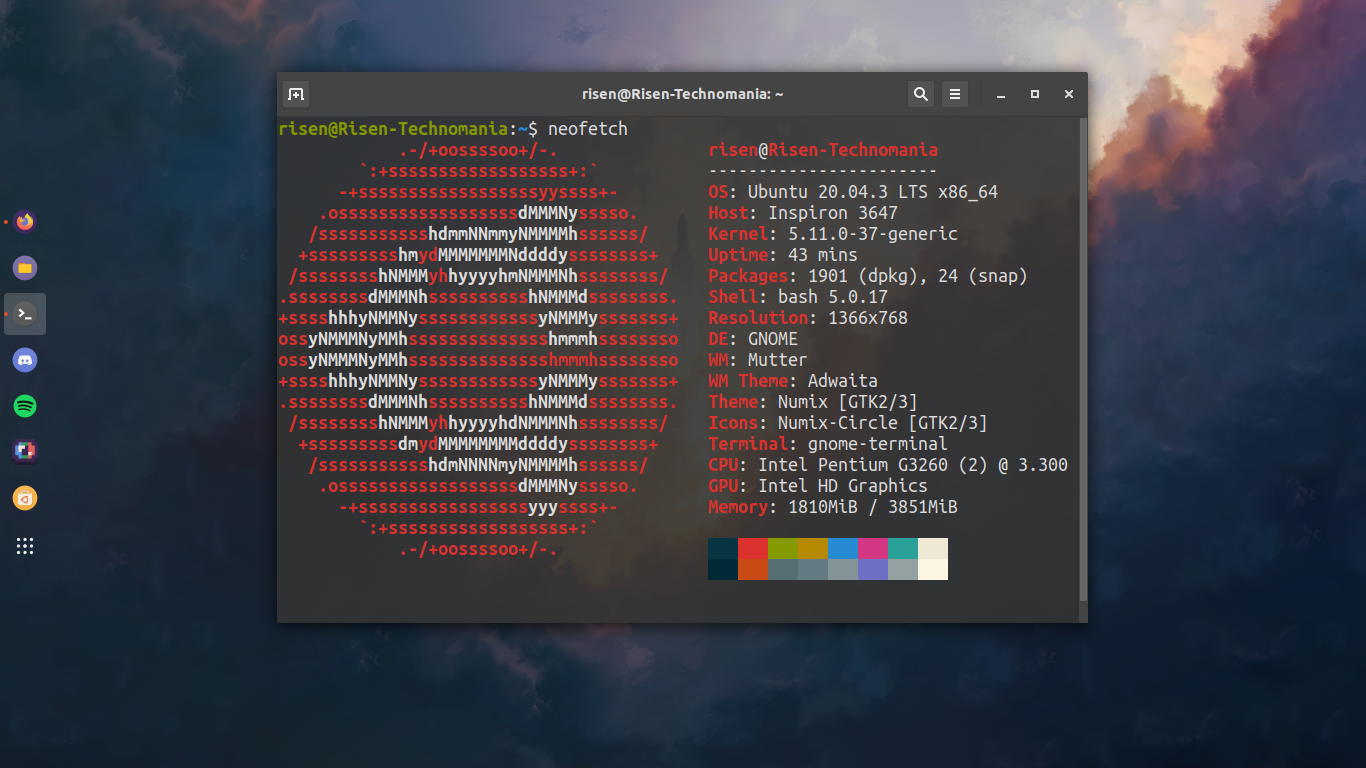 risen@Risen-Technomania: ~
risen@Risen-Technomania:~$ neofetch
.-/+oossssoo+/-.
`:+ssssssssssssssssss+:`
-+ssssssssssssssssssyyssss+-
.ossssssssssssssssssdMMMNysssso.
/ssssssssssshdmmNNmmyNMMMMhssssss/
+ssssssssshmydMMMMMMMNddddyssssssss+
/sssssssshNMMMyhhyyyyhmNMMMNhssssssss/
.ssssssssdMMMNhsssssssssshNMMMdssssssss.
+sssshhhyNMMNyssssssssssssyNMMMysssssss+
ossyNMMMNyMMhsssssssssssssshmmmhssssssso
ossyNMMMNyMMhsssssssssssssshmmmhssssssso
+sssshhhyNMMNyssssssssssssyNMMMysssssss+
.ssssssssdMMMNhsssssssssshNMMMdssssssss.
/sssssssshNMMMyhhyyyyhdNMMMNhssssssss/
+sssssssssdmydMMMMMMMMddddyssssssss+
/ssssssssssshdmNNNNmyNMMMMhssssss/
.ossssssssssssssssssdMMMNysssso.
-+sssssssssssssssssyyyssss+-
`:+ssssssssssssssssss+:`
.-/+oossssoo+/-.
risen@Risen-Technomania
-----------------------
OS: Ubuntu 20.04.3 LTS x86_64
Host: Inspiron 3647
Kernel: 5.11.0-37-generic
Uptime: 43 mins
Packages: 1901 (dpkg), 24 (snap)
Shell: bash 5.0.17
Resolution: 1366x768
DE: GNOME
WM: Mutter
WM Theme: Adwaita
Theme: Numix [GTK2/3]
Icons: Numix-Circle [GTK2/3]
Terminal: gnome-terminal
CPU: Intel Pentium G3260 (2) @ 3.300
GPU: Intel HD Graphics
Memory: 1810MiB / 3851MiB